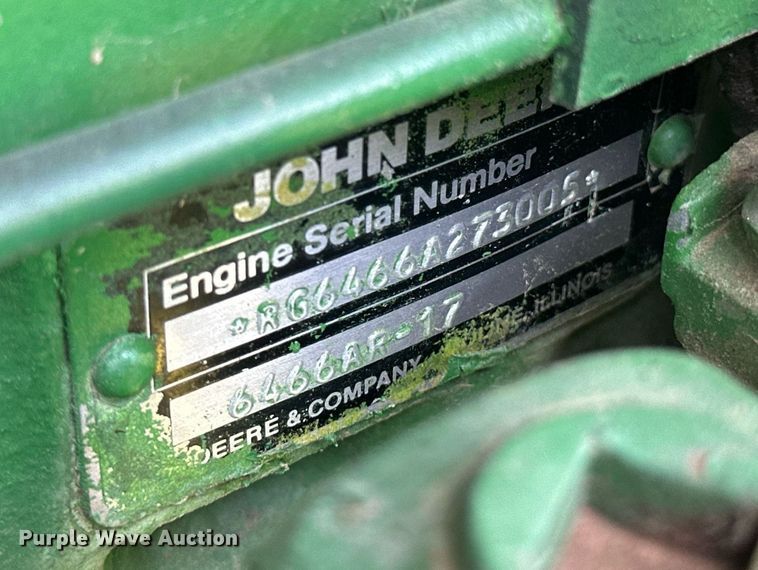 JOHN DEE
Engine Serial Number
*RG6466A273005*
6466AR-17
DEERE & COMPANY ILLINOIS
Purple Wave Auction